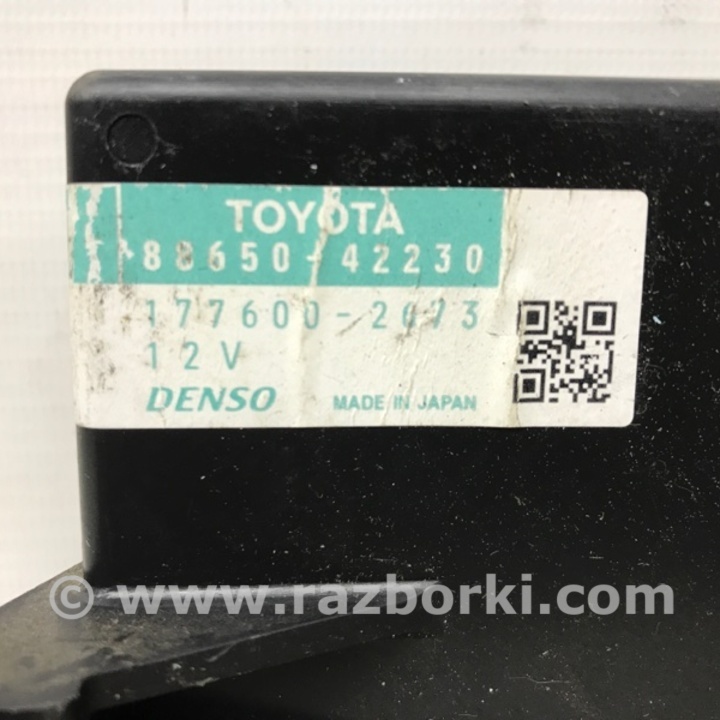 TOYOTA
88650-42230
177600-2073
12V
DENSO MADE IN JAPAN
© www.razborki.com